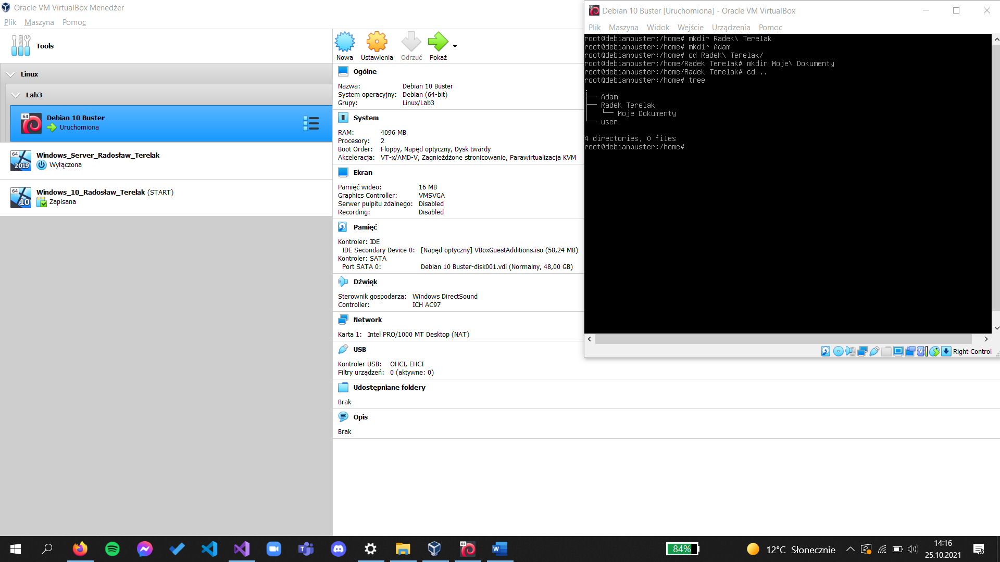 Oracle VM VirtualBox Menedżer
Plik Maszyna Pomoc
Tools
Linux
Lab3
64
Debian 10 Buster
Uruchomiona
64
2019
Windows_Server_Radosław_Terelak
Wyłączona
64
10
Windows_10_Radosław_Terelak (START)
Zapisana
Nowa Ustawienia Odrzuć Pokaż
Ogólne
Nazwa: Debian 10 Buster
System operacyjny: Debian (64-bit)
Grupy: Linux/Lab3
System
RAM: 4096 MB
Procesory: 2
Boot Order: Floppy, Napęd optyczny, Dysk twardy
Akceleracja: VT-x/AMD-V, Zagnieżdżone stronicowanie, Parawirtualizacja KVM
Ekran
Pamięć wideo: 16 MB
Graphics Controller: VMSVGA
Serwer pulpitu zdalnego: Disabled
Recording: Disabled
Pamięć
Kontroler: IDE
IDE Secondary Device 0: [Napęd optyczny] VBoxGuestAdditions.iso (58,24 MB)
Kontroler: SATA
Port SATA 0: Debian 10 Buster-disk001.vdi (Normalny, 48,00 GB)
Dźwięk
Sterownik gospodarza: Windows DirectSound
Controller: ICH AC97
Network
Karta 1: Intel PRO/1000 MT Desktop (NAT)
USB
Kontroler USB: OHCI, EHCI
Filtry urządzeń: 0 (aktywne: 0)
Udostępniane foldery
Brak
Opis
Brak
Debian 10 Buster [Uruchomiona] - Oracle VM VirtualBox
Plik Maszyna Widok Wejście Urządzenia Pomoc
root@debianbuster:/home# mkdir Radek\ Terelak
root@debianbuster:/home# mkdir Adam
root@debianbuster:/home# cd Radek\ Terelak/
root@debianbuster:/home/Radek Terelak# mkdir Moje\ Dokumenty
root@debianbuster:/home/Radek Terelak# cd ..
root@debianbuster:/home# tree
.
├── Adam
├── Radek Terelak
│   └── Moje Dokumenty
└── user
4 directories, 0 files
root@debianbuster:/home#
Right Control
84%
12°C Słonecznie
14:16
25.10.2021